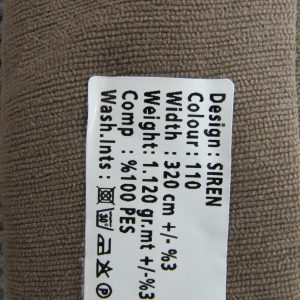 Design : SIREN
Colour : 110
Width : 320 cm +/- %3
Weight: 1.120 gr.mt +/-%3
Comp : %100 PES
Wash.Ints :